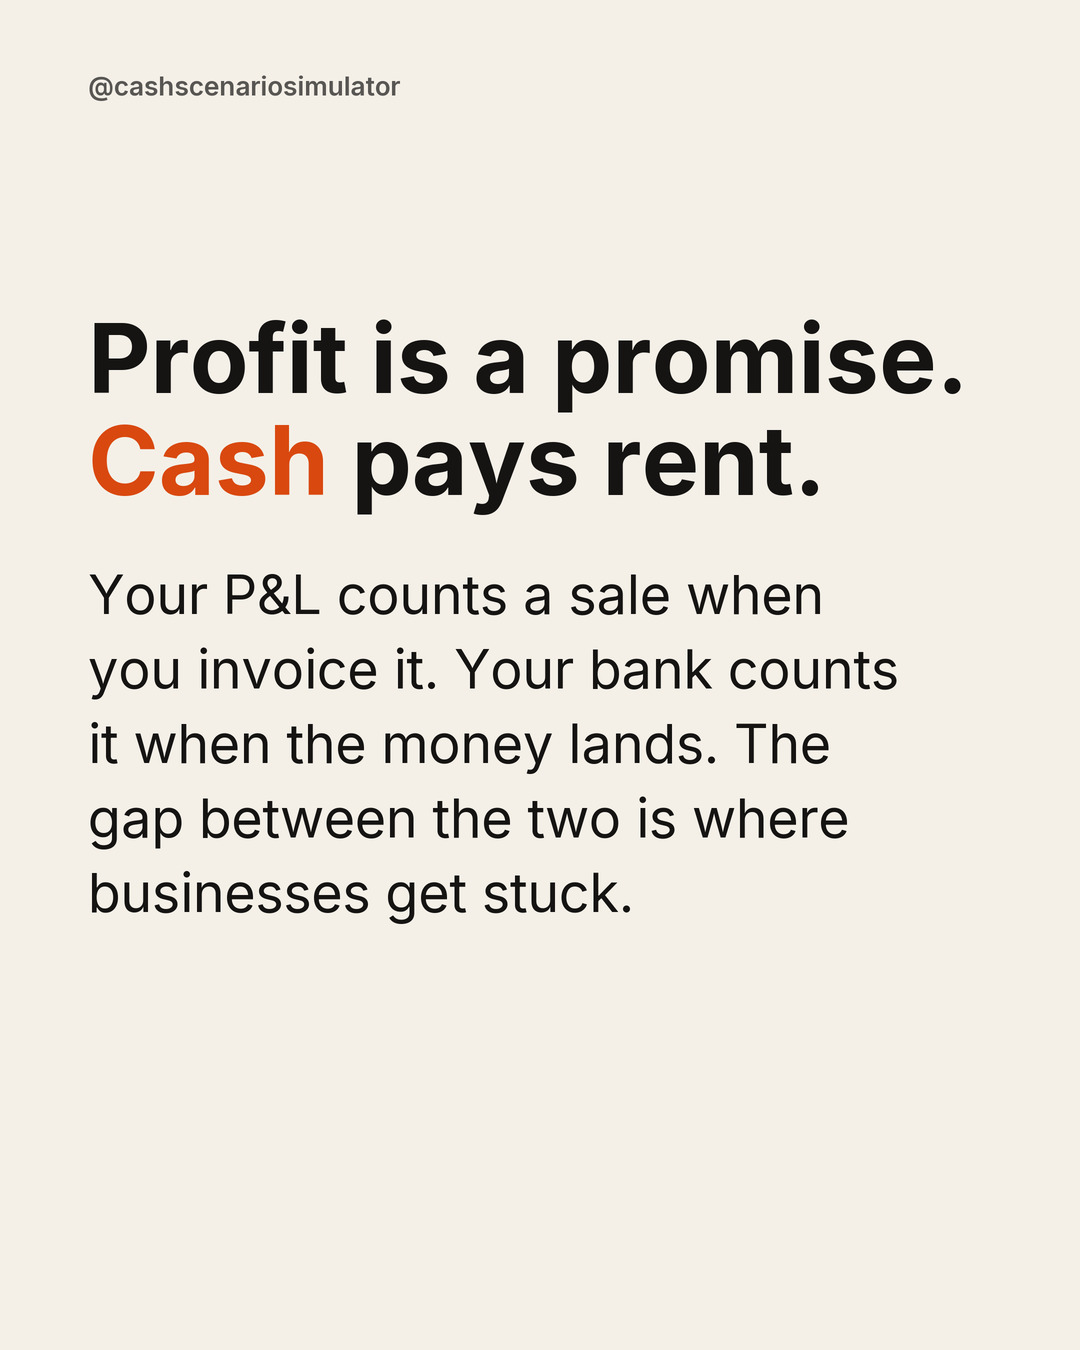 @cashscenariosimulator
Profit is a promise.
Cash pays rent.
Your P&L counts a sale when
you invoice it. Your bank counts
it when the money lands. The
gap between the two is where
businesses get stuck.